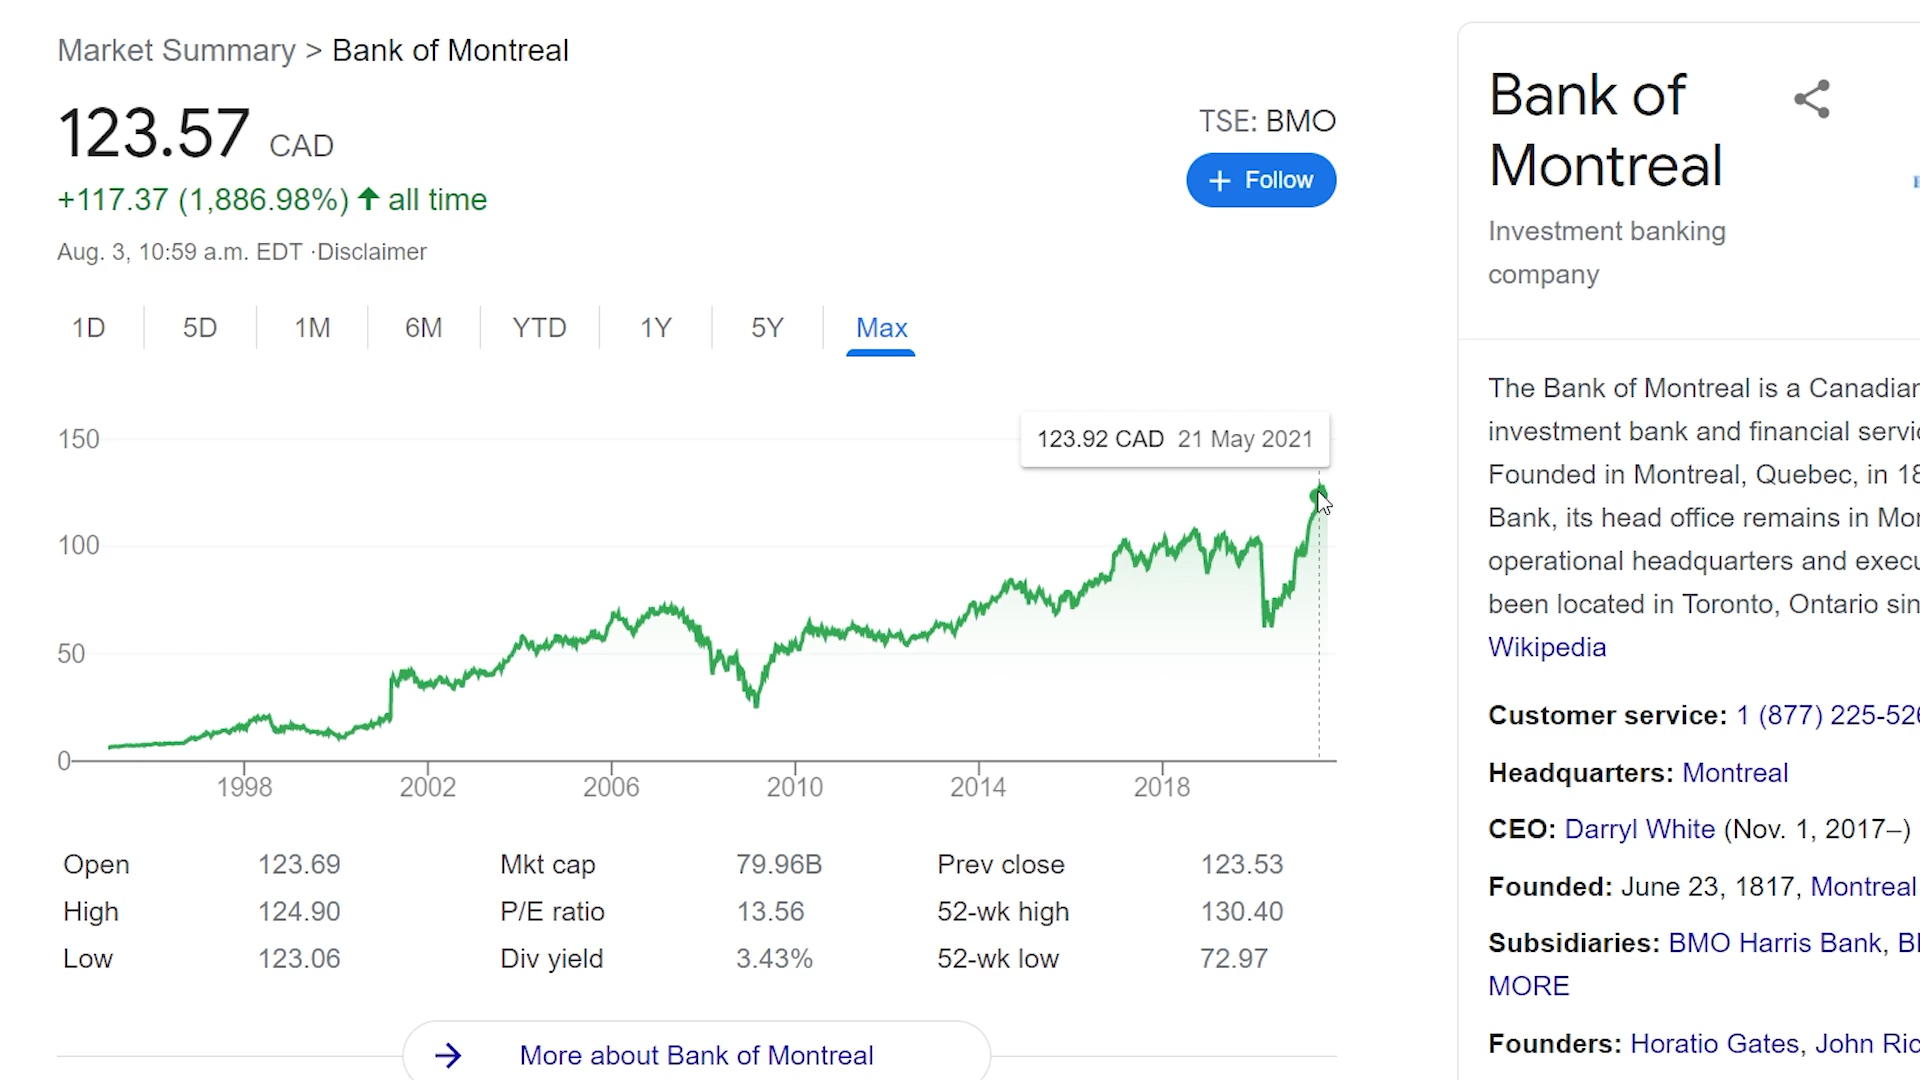 Market Summary > Bank of Montreal
123.57 CAD
+117.37 (1,886.98%) all time
Aug. 3, 10:59 a.m. EDT ·Disclaimer
TSE: BMO
+ Follow
1D 5D 1M 6M YTD 1Y 5Y Max
123.92 CAD 21 May 2021
150
100
50
0
1998 2002 2006 2010 2014 2018
Open 123.69 Mkt cap 79.96B Prev close 123.53
High 124.90 P/E ratio 13.56 52-wk high 130.40
Low 123.06 Div yield 3.43% 52-wk low 72.97
More about Bank of Montreal
Bank of
Montreal
Investment banking
company
The Bank of Montreal is a Canadian
investment bank and financial servic
Founded in Montreal, Quebec, in 18
Bank, its head office remains in Mon
operational headquarters and execu
been located in Toronto, Ontario sin
Wikipedia
Customer service: 1 (877) 225-526
Headquarters: Montreal
CEO: Darryl White (Nov. 1, 2017–)
Founded: June 23, 1817, Montreal
Subsidiaries: BMO Harris Bank,
MORE
Founders: Horatio Gates, John Ric